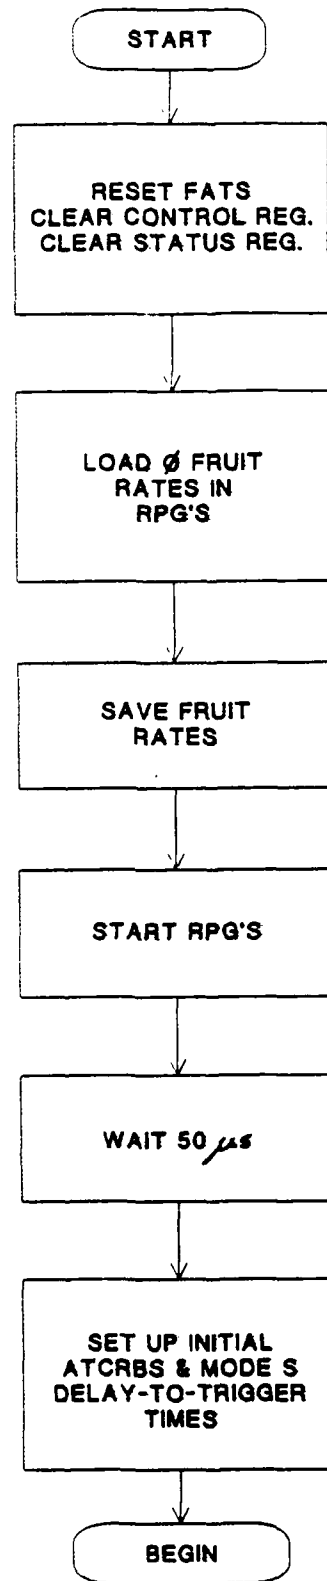 START
RESET FATS
CLEAR CONTROL REG.
CLEAR STATUS REG.
LOAD Ø FRUIT
RATES IN
RPG'S
SAVE FRUIT
RATES
START RPG'S
WAIT 50 μs
SET UP INITIAL
ATCRBS & MODE S
DELAY-TO-TRIGGER
TIMES
BEGIN